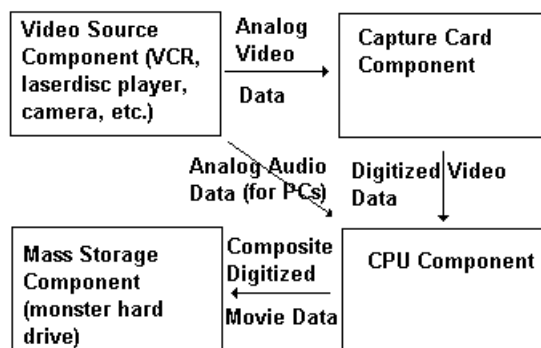 Video Source
Component (VCR,
laserdisc player,
camera, etc.)
Analog
Video
Data
Capture Card
Component
Analog Audio
Data (for PCs)
Digitized Video
Data
Mass Storage
Component
(monster hard
drive)
Composite
Digitized
Movie Data
CPU Component